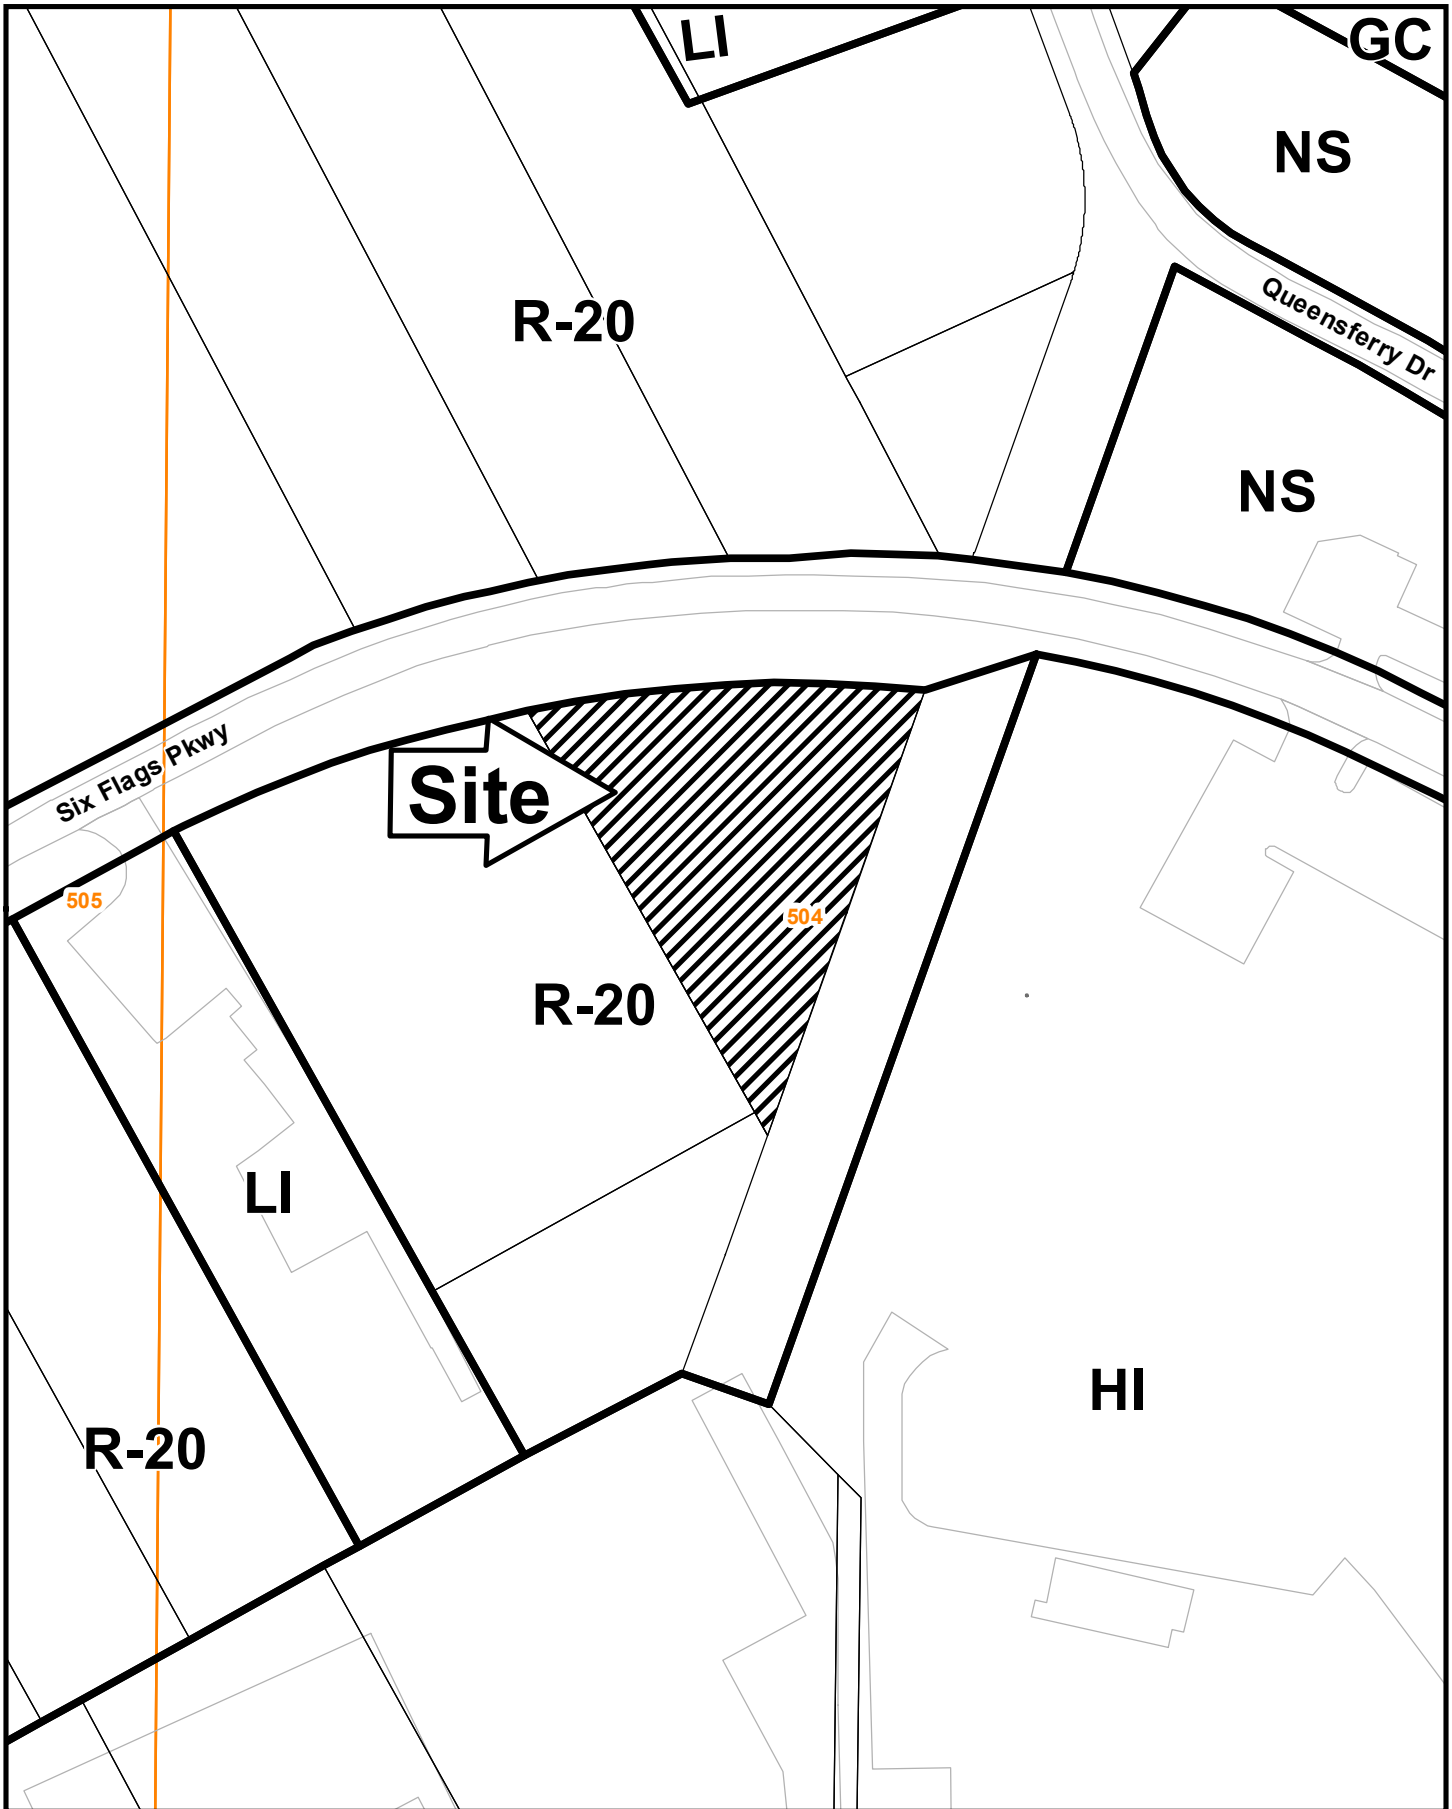 LI
GC
NS
R-20
Queensferry Dr
NS
Six Flags Pkwy
Site
505
504
R-20
LI
HI
R-20